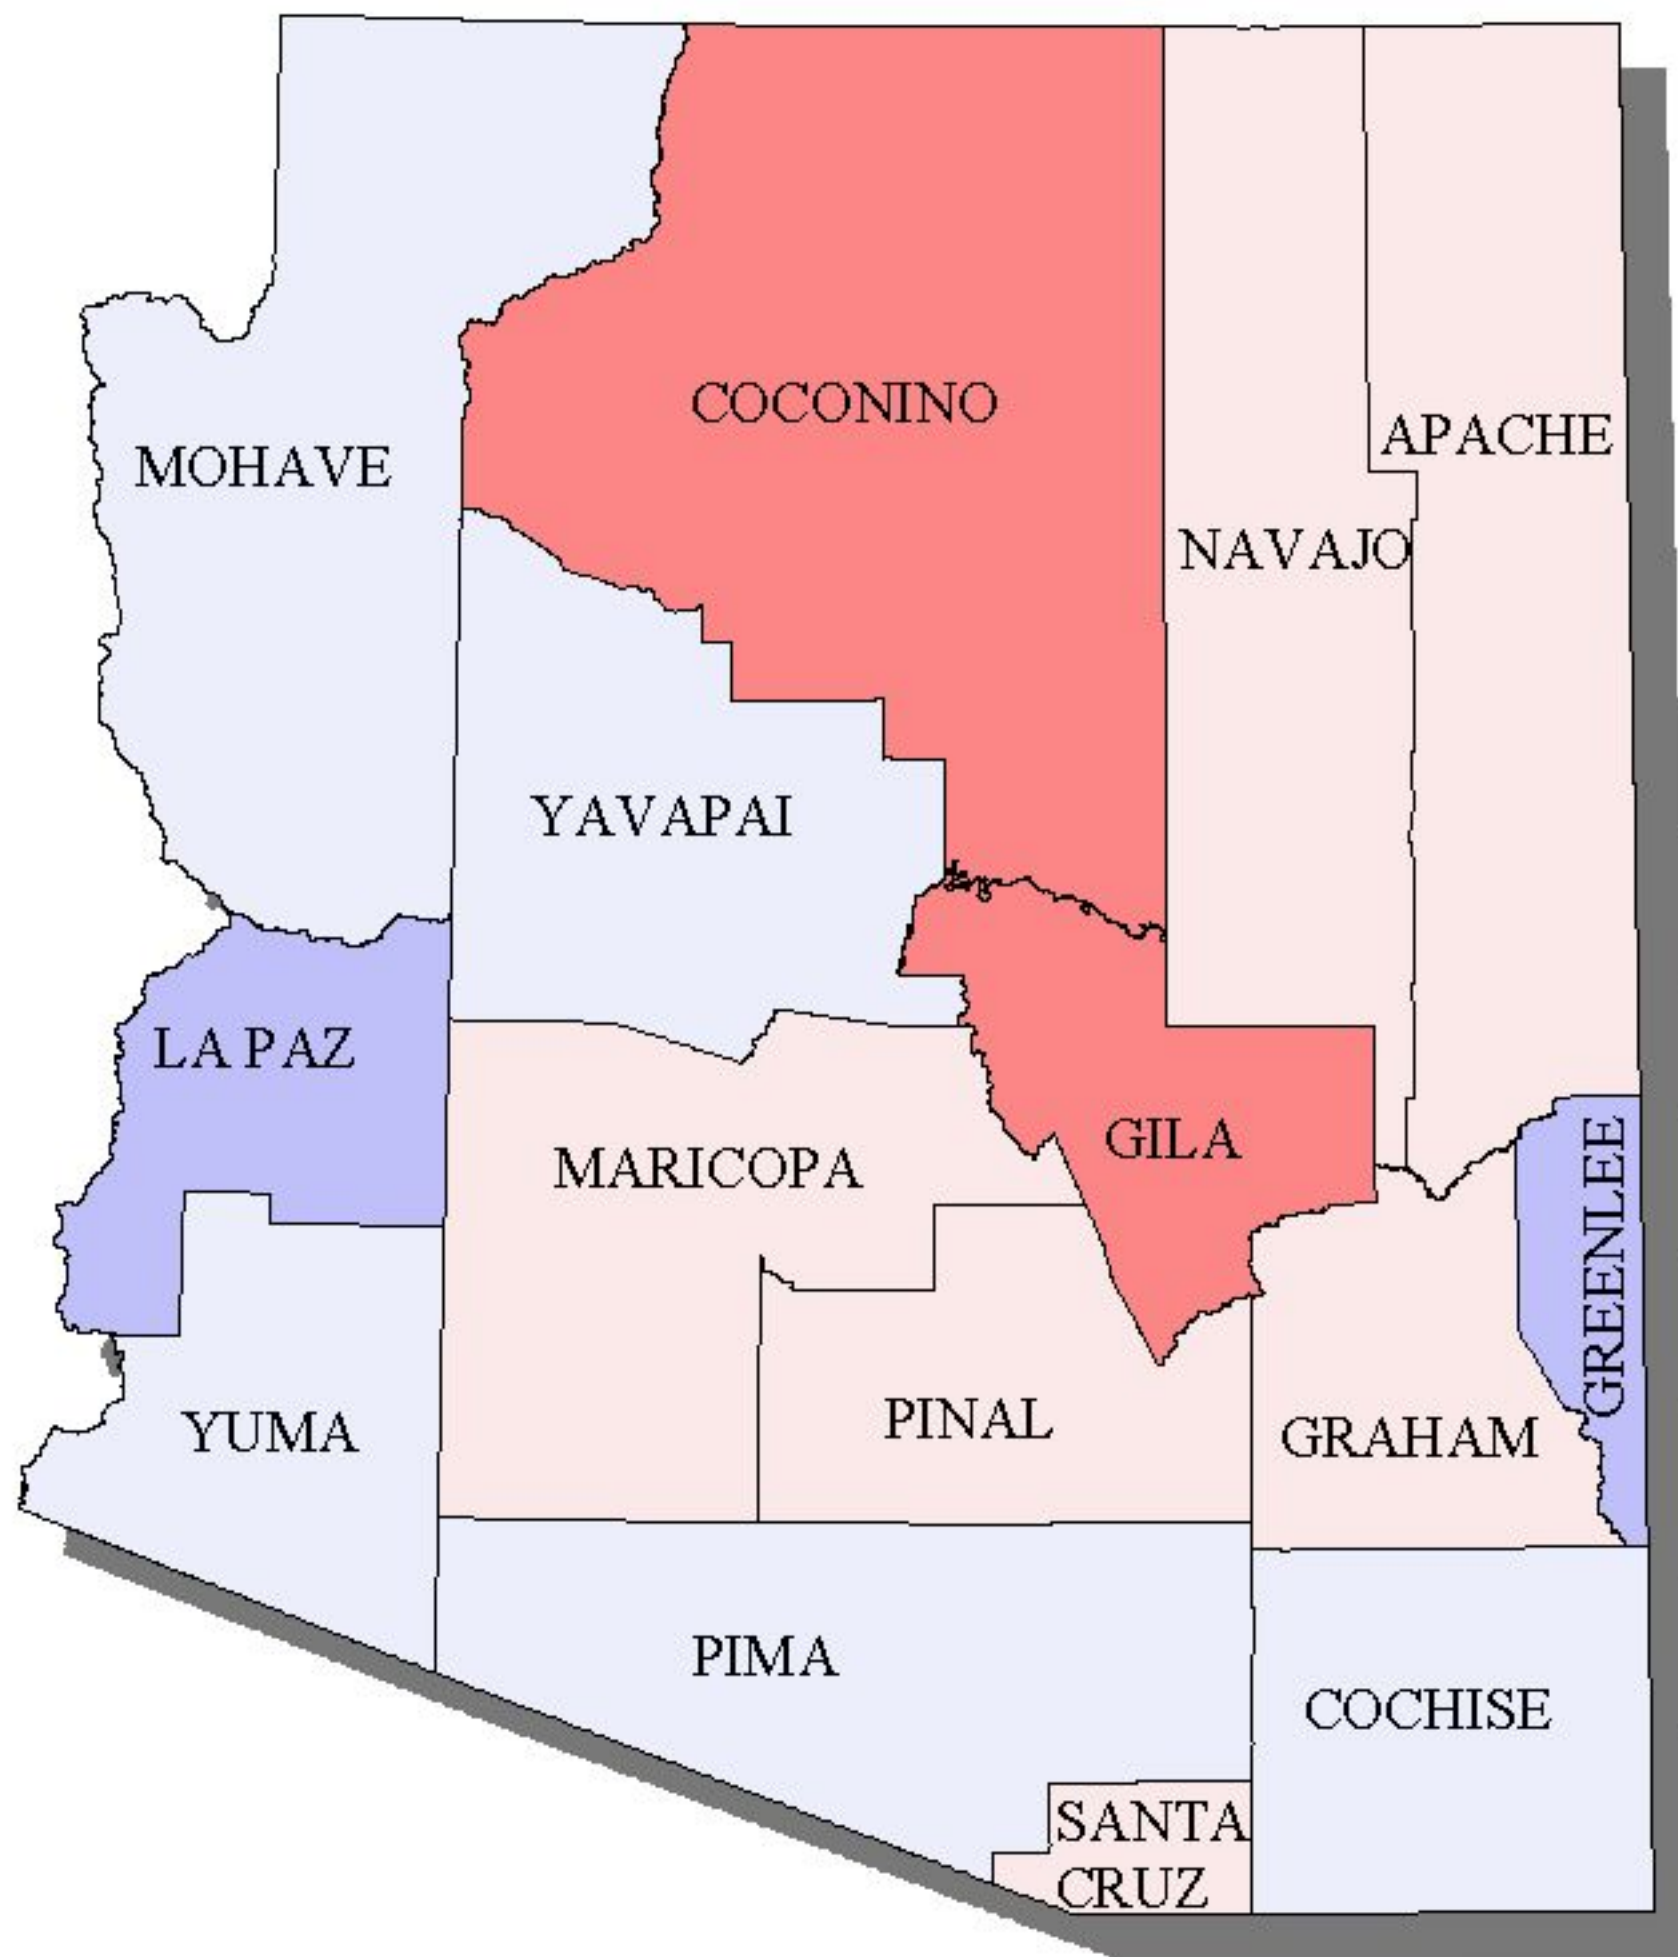 COCONINO
APACHE
MOHAVE
NAVAJO
YAVAPAI
LA PAZ
GILA
MARICOPA
GREENLEE
PINAL
YUMA
GRAHAM
PIMA
COCHISE
SANTA
CRUZ